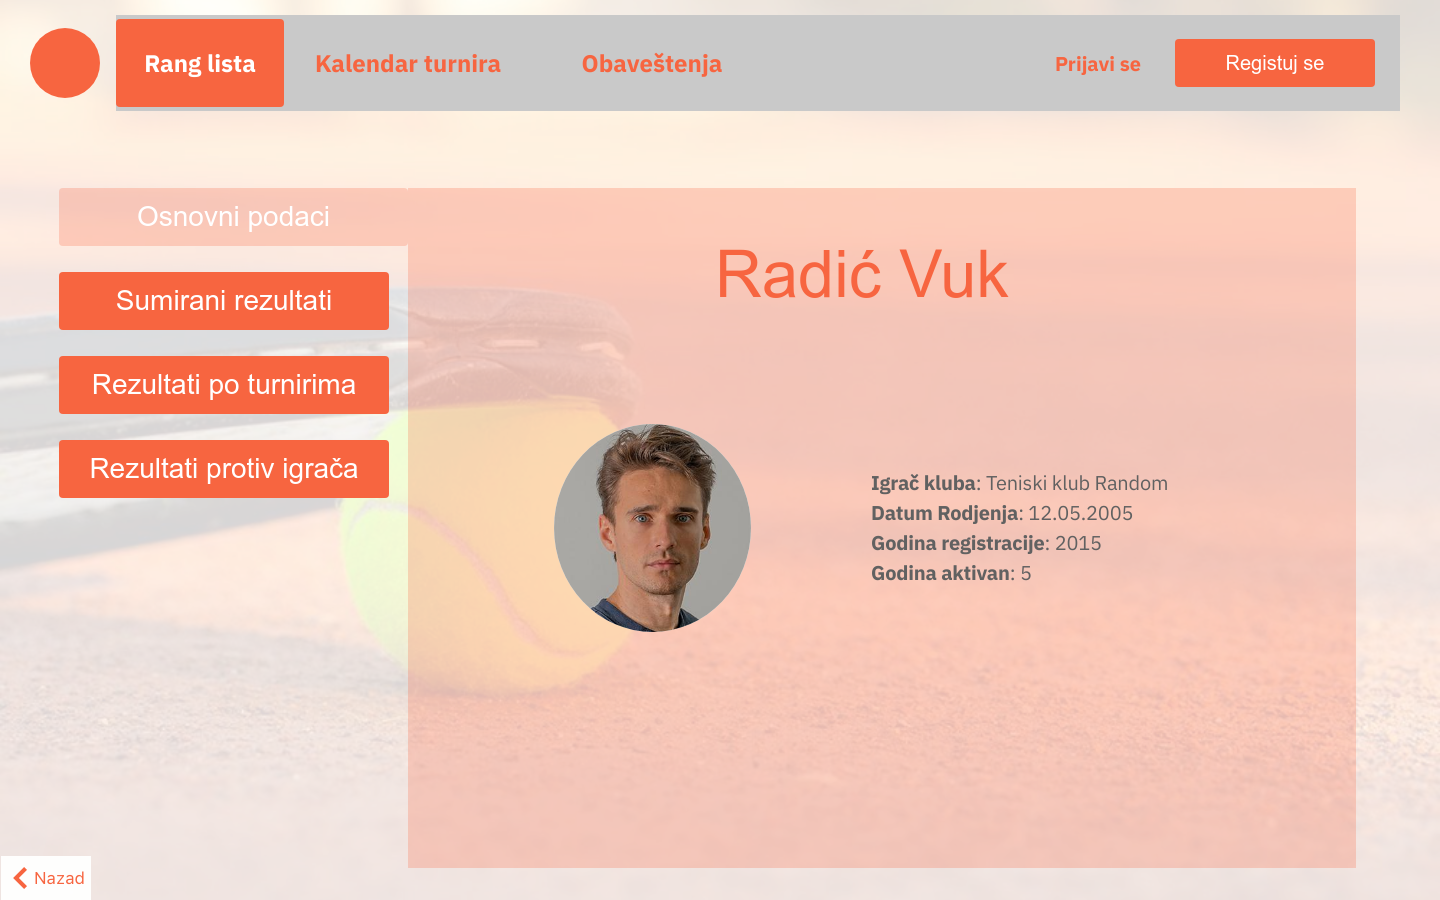 Rang lista
Kalendar turnira
Obaveštenja
Prijavi se
Registuj se
Osnovni podaci
Sumirani rezultati
Rezultati po turnirima
Rezultati protiv igrača
Radić Vuk
Igrač kluba: Teniski klub Random
Datum Rodjenja: 12.05.2005
Godina registracije: 2015
Godina aktivan: 5
Nazad